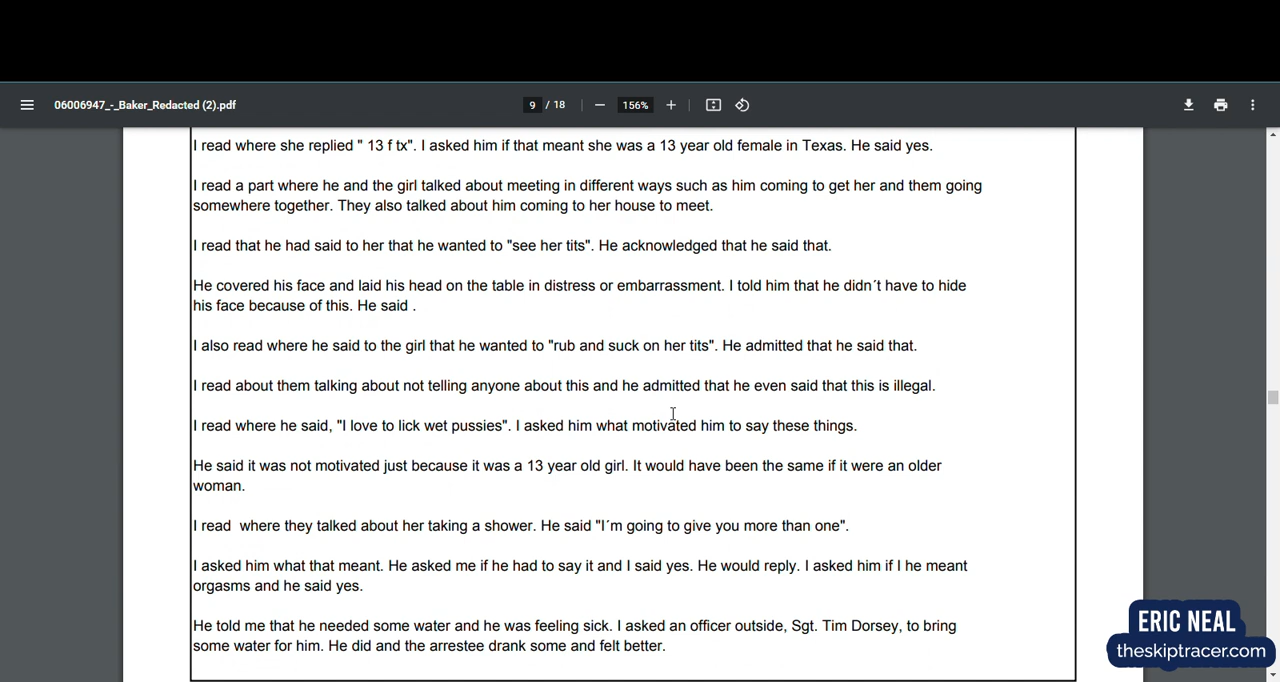 06006947_-_Baker_Redacted (2).pdf
9 / 18
156%
I read where she replied " 13 f tx". I asked him if that meant she was a 13 year old female in Texas. He said yes.
I read a part where he and the girl talked about meeting in different ways such as him coming to get her and them going
somewhere together. They also talked about him coming to her house to meet.
I read that he had said to her that he wanted to "see her tits". He acknowledged that he said that.
He covered his face and laid his head on the table in distress or embarrassment. I told him that he didn´t have to hide
his face because of this. He said .
I also read where he said to the girl that he wanted to "rub and suck on her tits". He admitted that he said that.
I read about them talking about not telling anyone about this and he admitted that he even said that this is illegal.
I read where he said, "I love to lick wet pussies". I asked him what motivated him to say these things.
He said it was not motivated just because it was a 13 year old girl. It would have been the same if it were an older
woman.
I read  where they talked about her taking a shower. He said "I´m going to give you more than one".
I asked him what that meant. He asked me if he had to say it and I said yes. He would reply. I asked him if I he meant
orgasms and he said yes.
He told me that he needed some water and he was feeling sick. I asked an officer outside, Sgt. Tim Dorsey, to bring
some water for him. He did and the arrestee drank some and felt better.
ERIC NEAL
theskiptracer.com